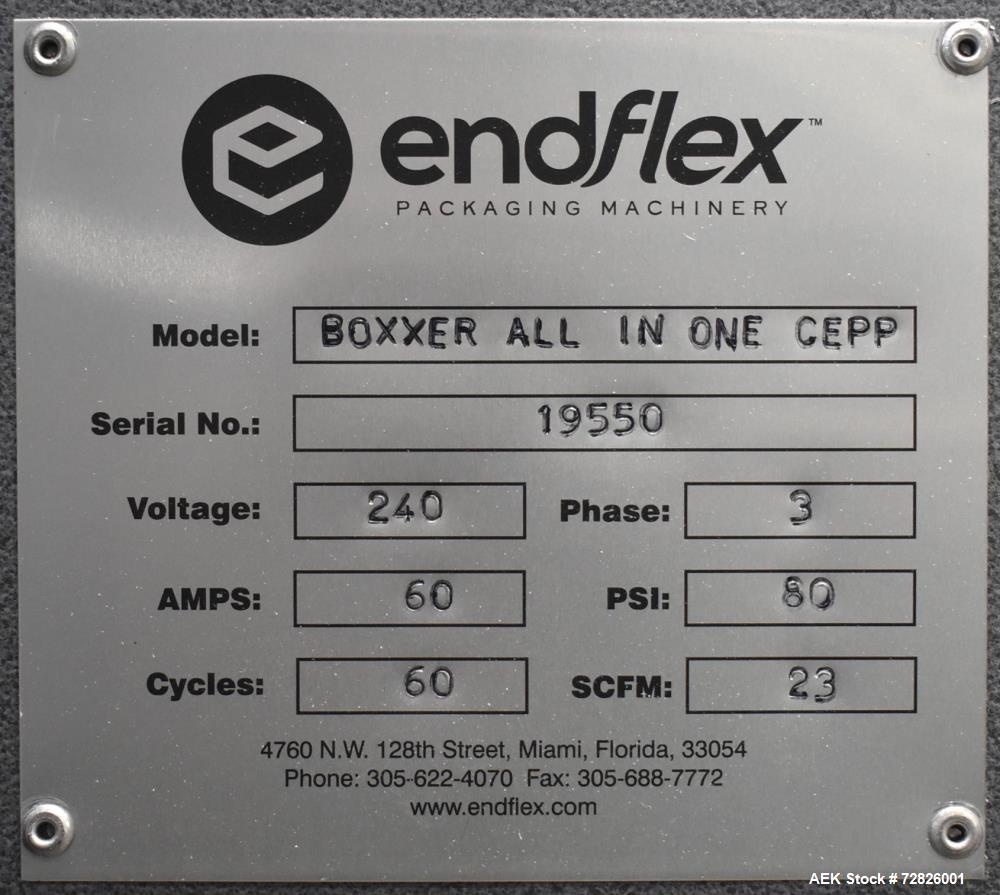 endflex™
PACKAGING MACHINERY
Model: BOXXER ALL IN ONE CEPP
Serial No.: 19550
Voltage: 240 Phase: 3
AMPS: 60 PSI: 80
Cycles: 60 SCFM: 23
4760 N.W. 128th Street, Miami, Florida, 33054
Phone: 305-622-4070 Fax: 305-688-7772
www.endflex.com
AEK Stock #72826001